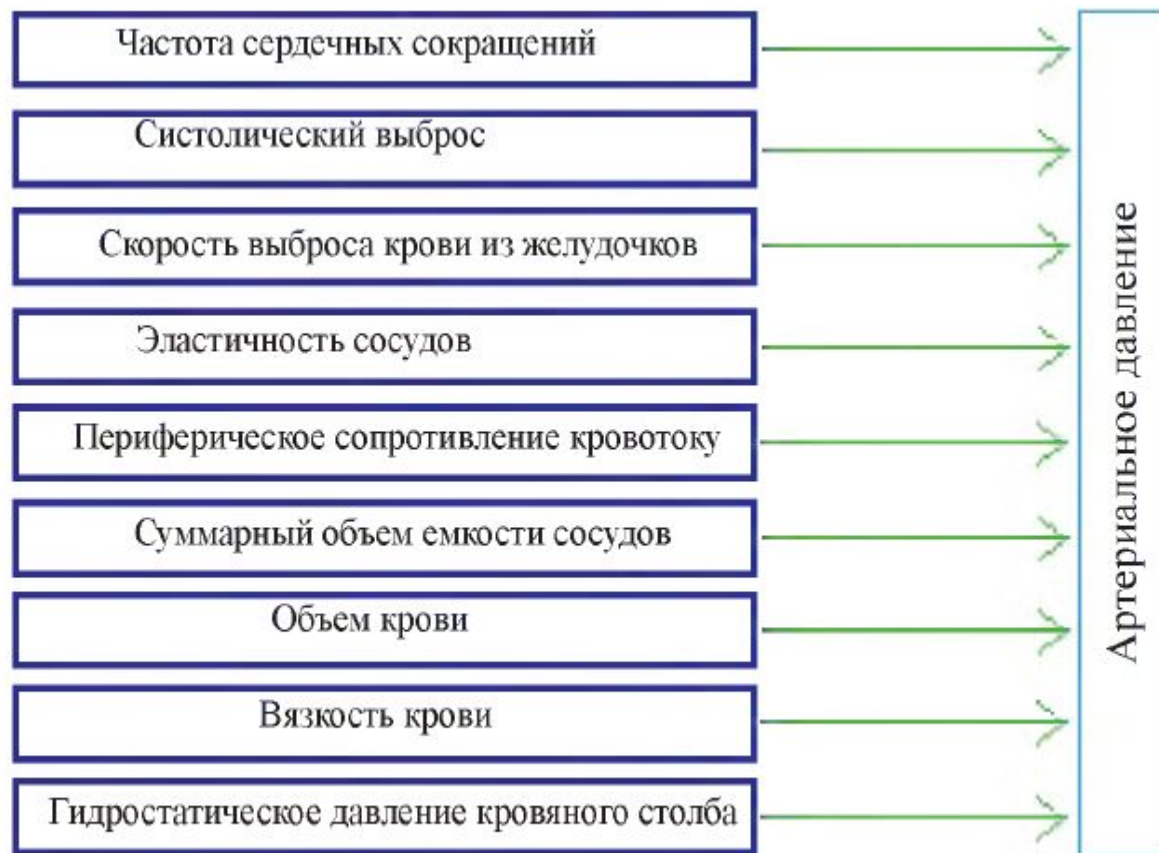 Частота сердечных сокращений
Систолический выброс
Скорость выброса крови из желудочков
Эластичность сосудов
Периферическое сопротивление кровотоку
Суммарный объем емкости сосудов
Объем крови
Вязкость крови
Гидростатическое давление кровяного столба
Артериальное давление